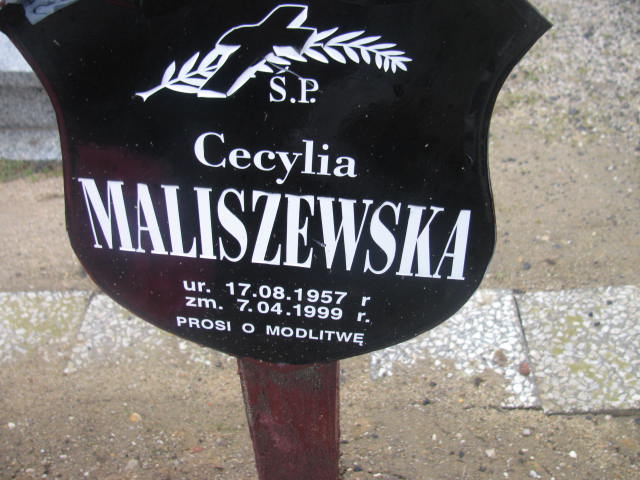 Ś.P.
Cecylia
MALISZEWSKA
ur. 17.08.1957 r
zm. 7.04.1999 r.
PROSI O MODLITWĘ